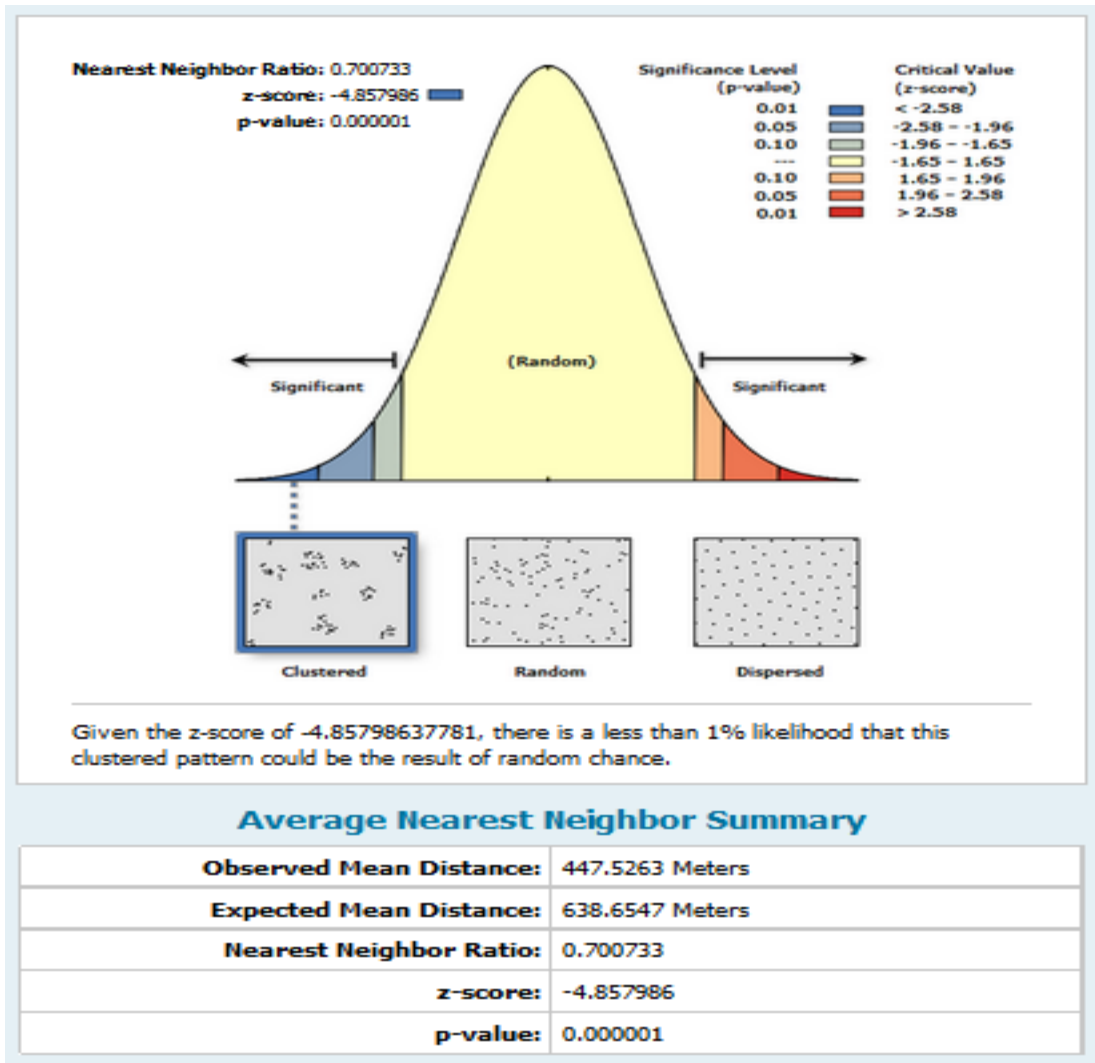 Nearest Neighbor Ratio: 0.700733
z-score: -4.857986
p-value: 0.000001
Significance Level (p-value) Critical Value (z-score)
0.01 < -2.58
0.05 -2.58 - -1.96
0.10 -1.96 - -1.65
--- -1.65 - 1.65
0.10 1.65 - 1.96
0.05 1.96 - 2.58
0.01 > 2.58
(Random)
Significant Significant
Clustered Random Dispersed
Given the z-score of -4.85798637781, there is a less than 1% likelihood that this
clustered pattern could be the result of random chance.
Average Nearest Neighbor Summary
Observed Mean Distance: 447.5263 Meters
Expected Mean Distance: 638.6547 Meters
Nearest Neighbor Ratio: 0.700733
z-score: -4.857986
p-value: 0.000001